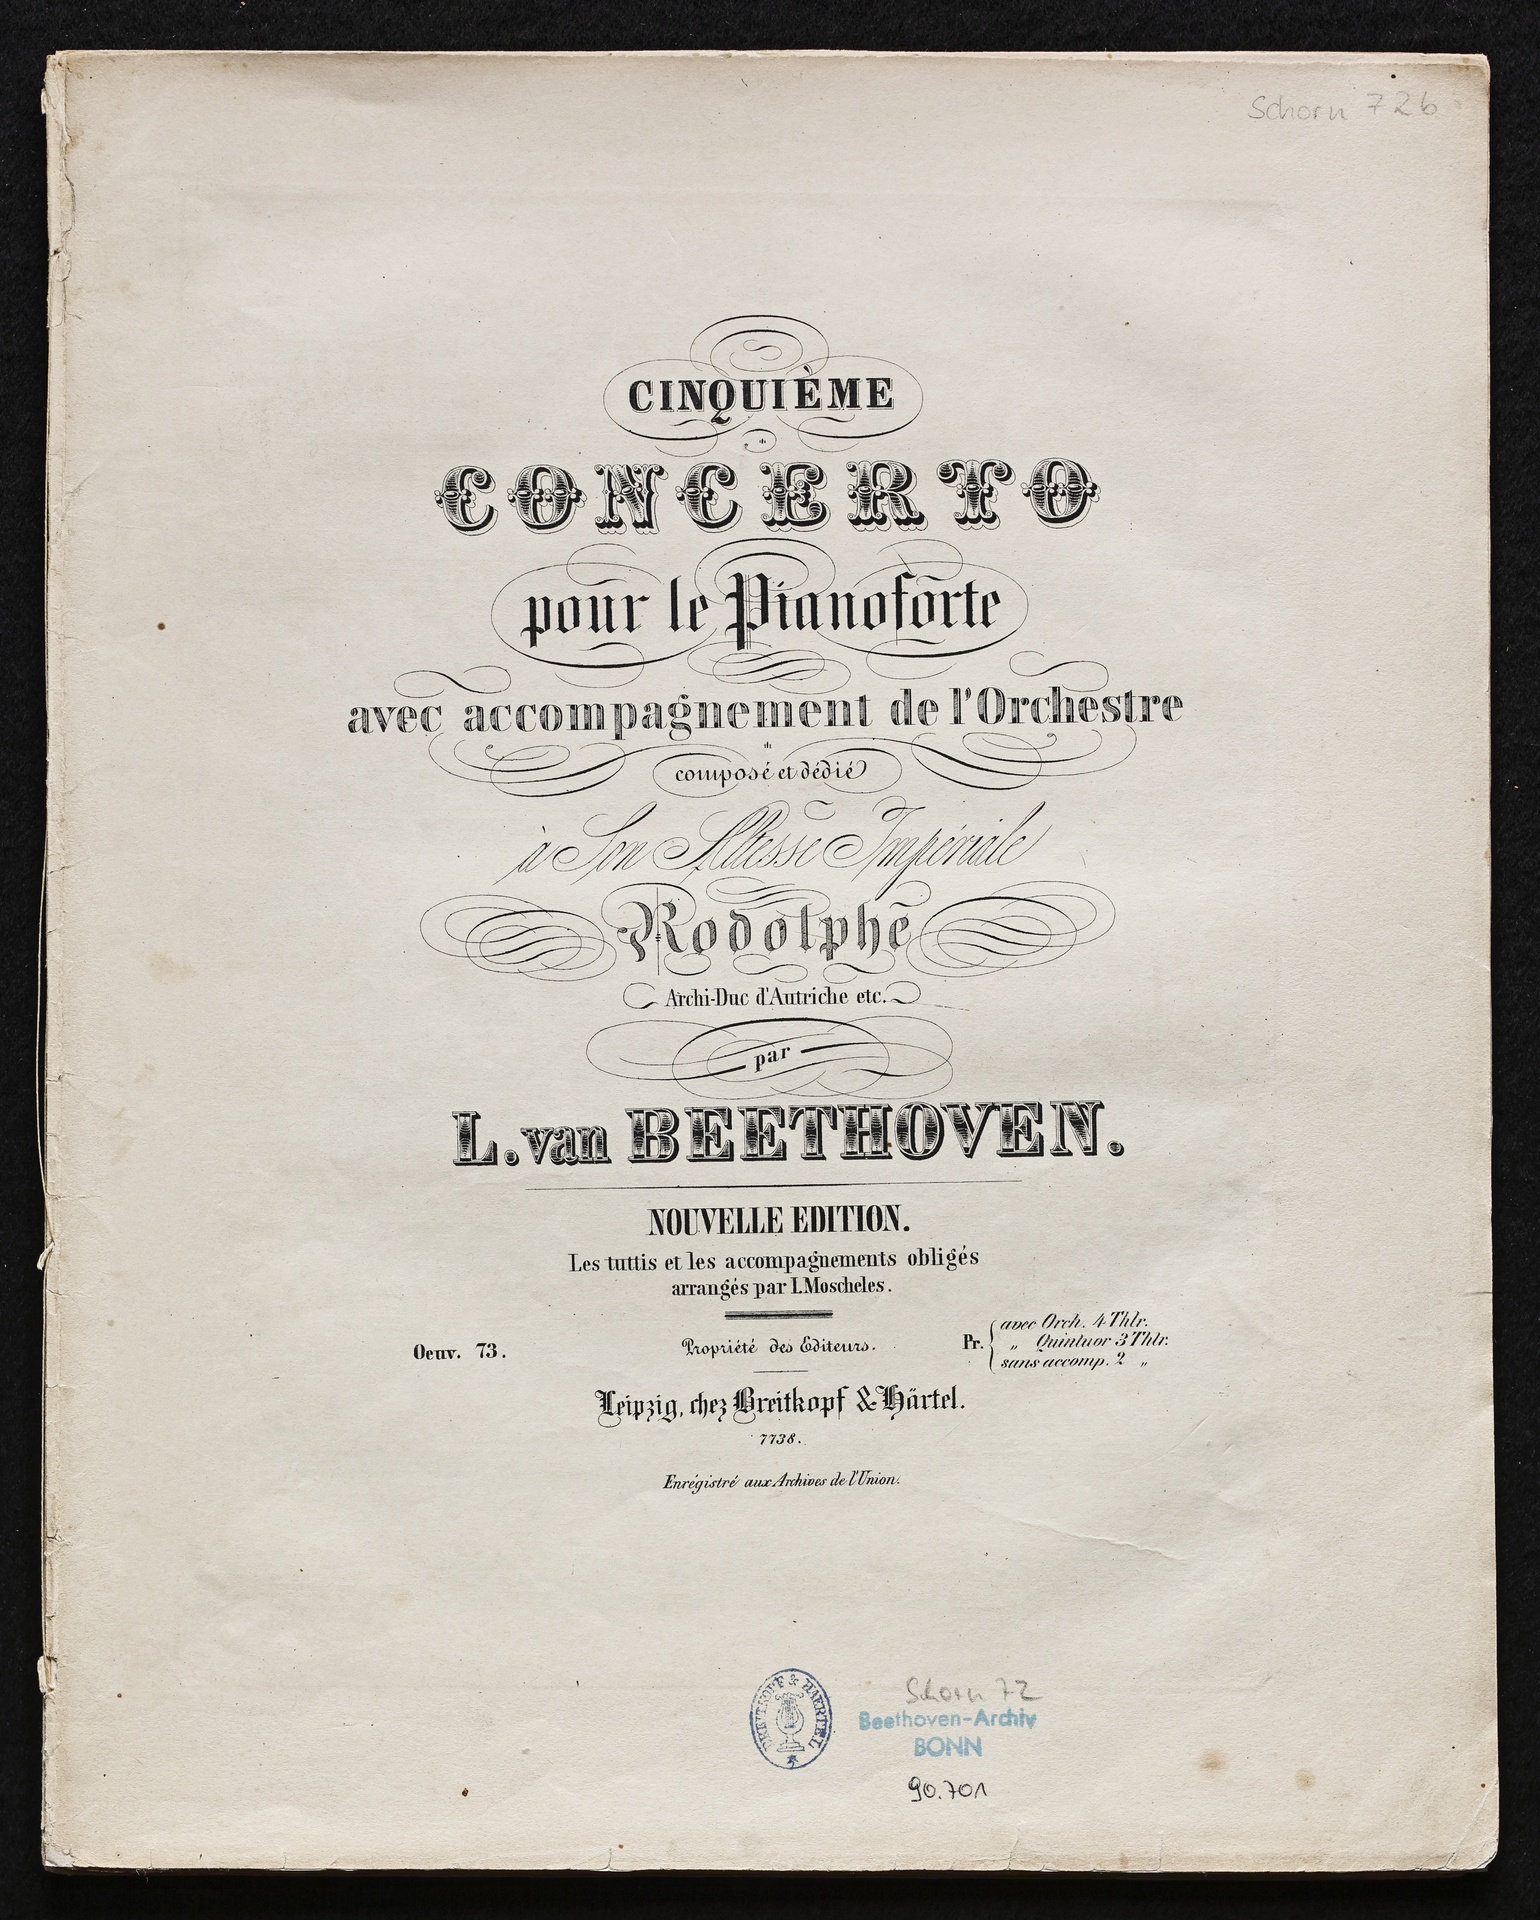 Schorn 726
CINQUIÈME
CONCERTO
pour le Pianoforte
avec accompagnement de l'Orchestre
composé et dédié
à Son Altesse Impériale
Rodolphe
Archi-Duc d'Autriche etc.
par
L. van BEETHOVEN.
NOUVELLE EDITION.
Les tuttis et les accompagnements obligés
arrangés par I. Moscheles.
Oeuv. 73.
Propriété des Editeurs.
Pr. avec Orch. 4 Thlr.
„ Quintuor 3 Thlr.
sans accomp. 2 „
Leipzig, chez Breitkopf & Härtel.
7738.
Enrégistré aux Archives de l'Union.
BREITKOPF & HAERTEL
Schorn 72
Beethoven-Archiv
BONN
90.701